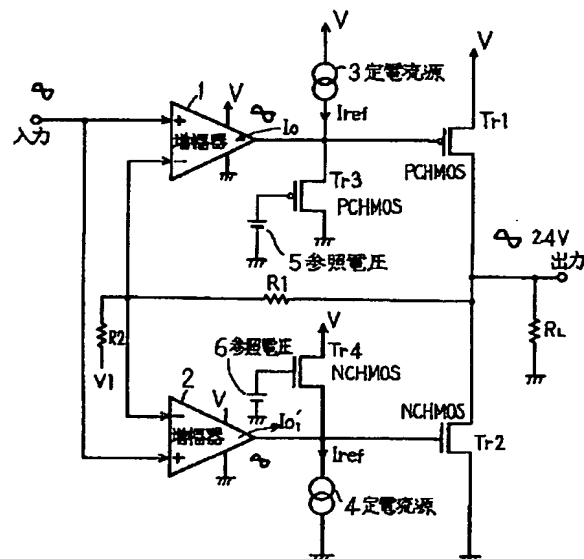 V
V
3定電流源
Iref
1
V
入力
+
増幅器
−
Io
Tr1
PCHMOS
Tr3
PCHMOS
5参照電圧
2.4V
出力
R1
RL
R2
V1
6参照電圧
V
Tr4
NCHMOS
2
V
−
増幅器
+
Io'
Iref
NCHMOS
Tr2
4定電流源